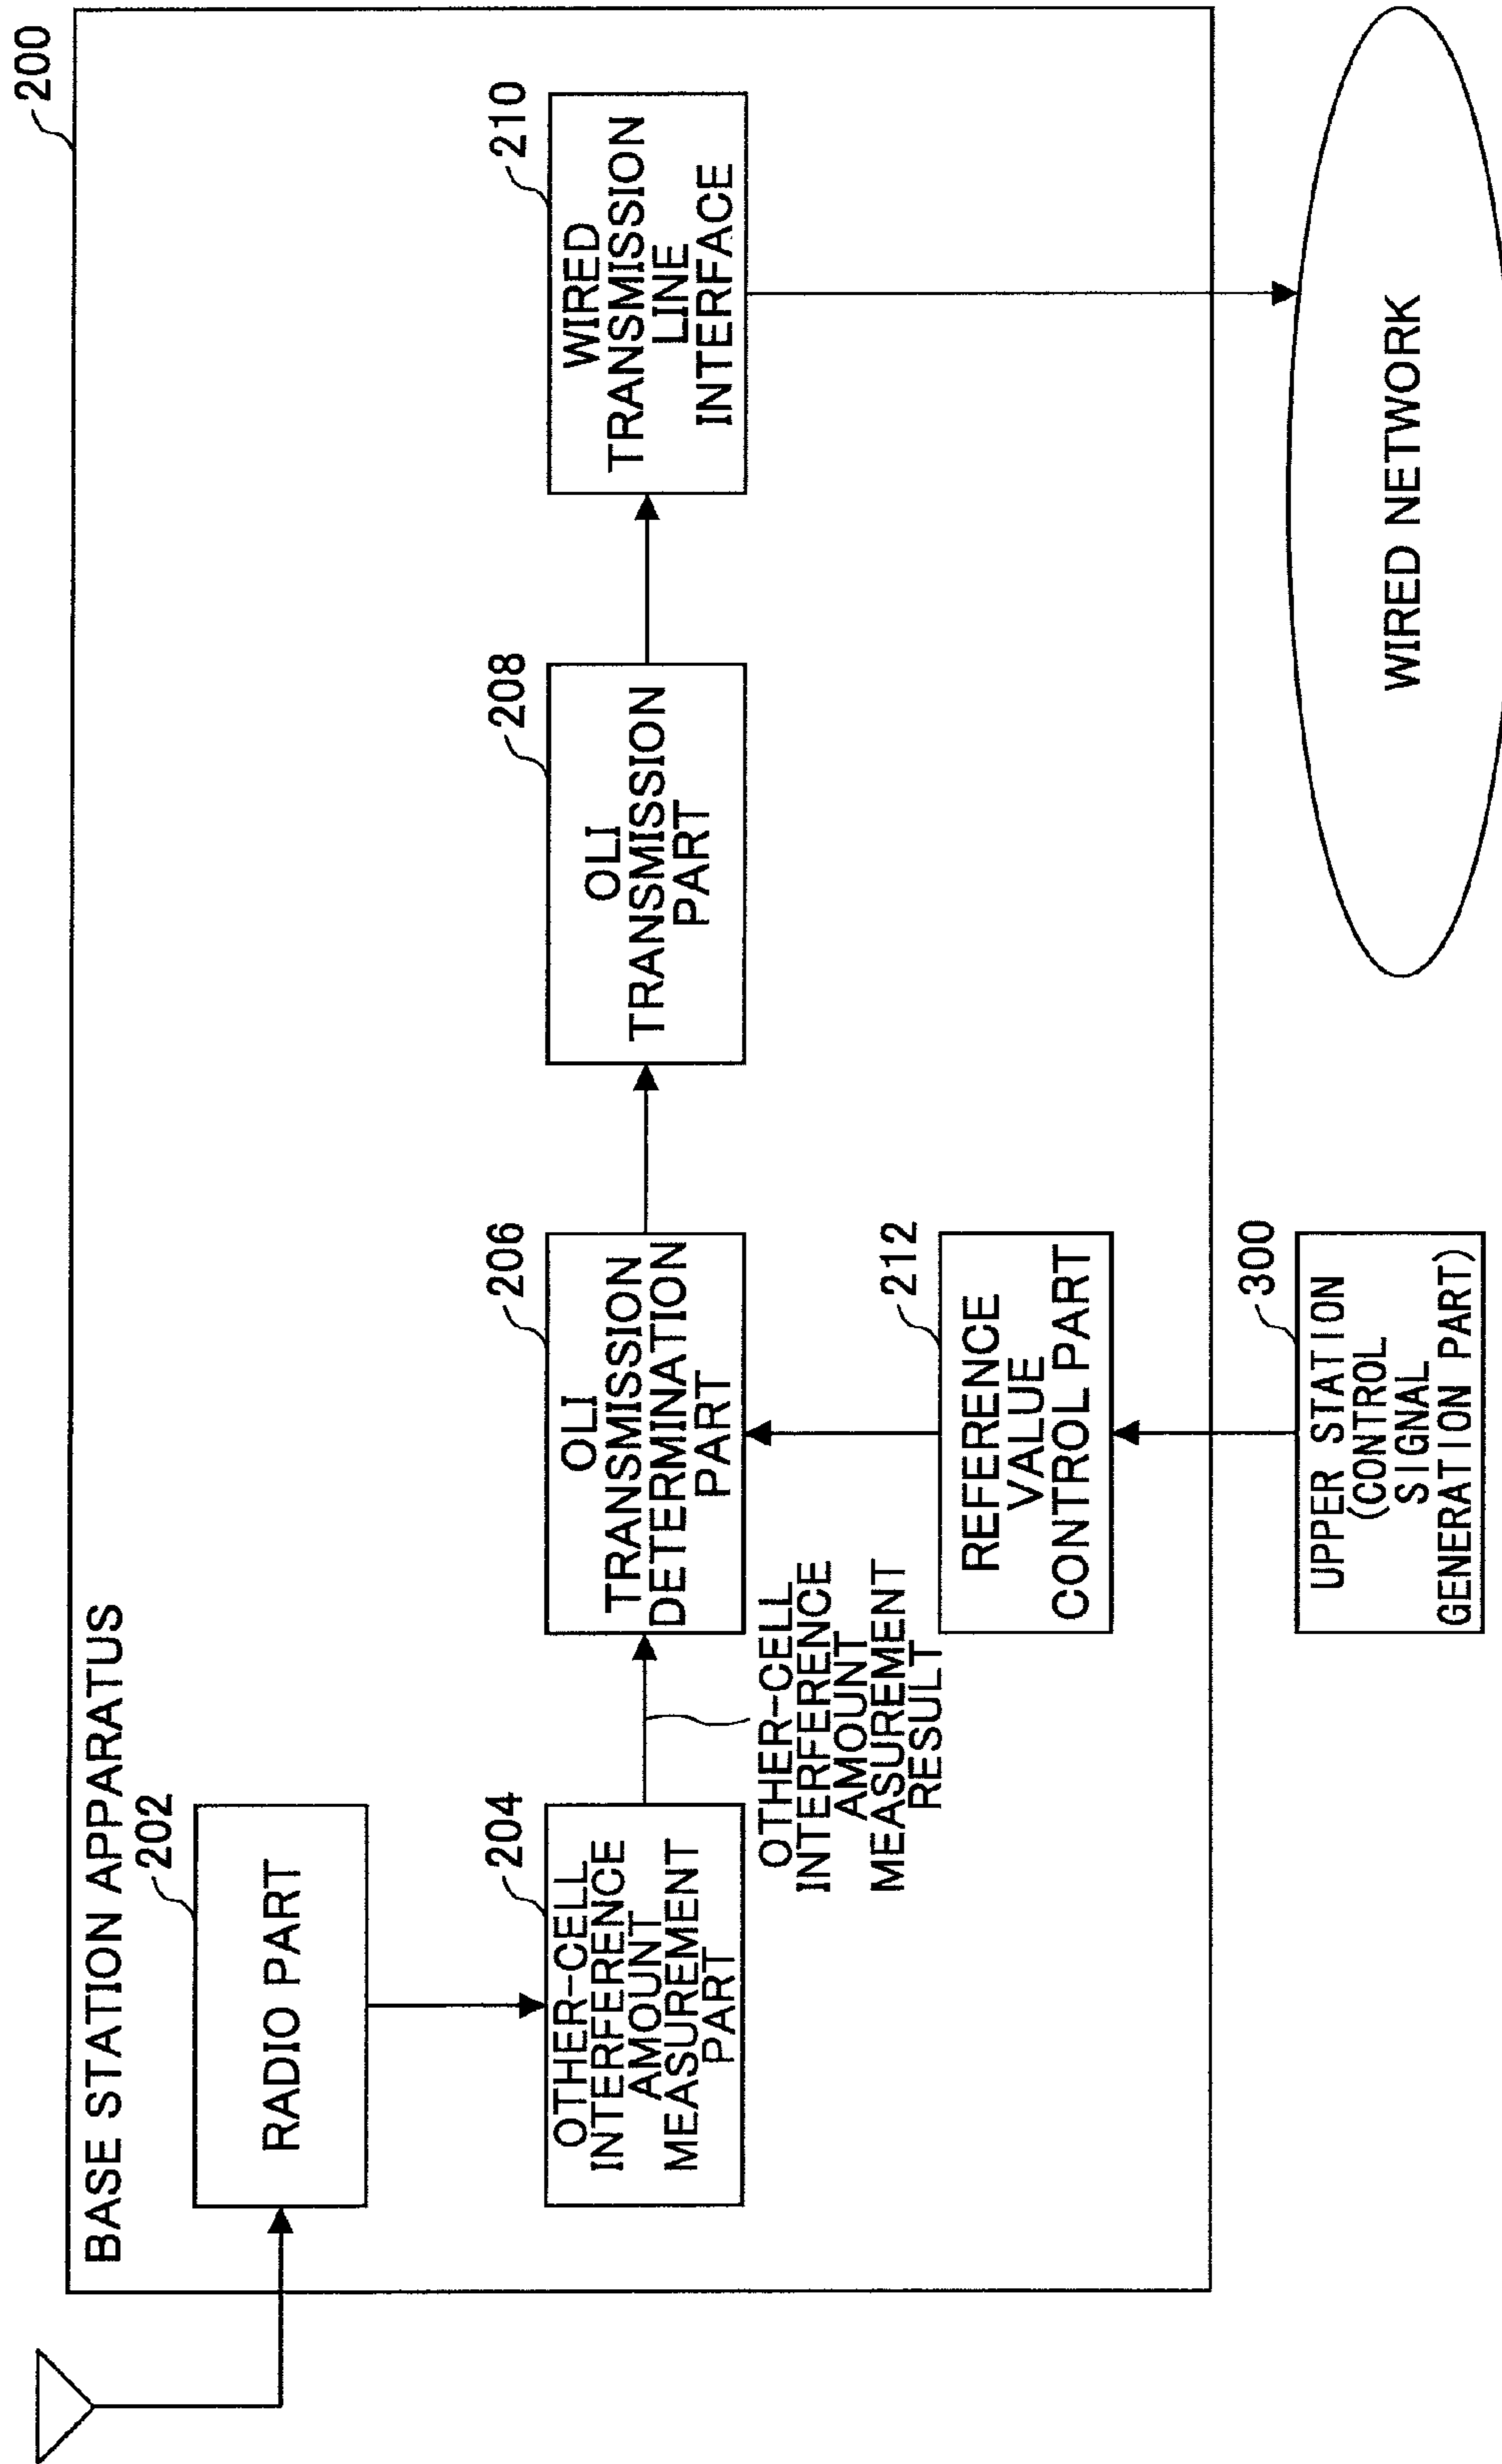 200
BASE STATION APPARATUS
202
RADIO PART
204
OTHER-CELL
INTERFERENCE
AMOUNT
MEASUREMENT
PART
OTHER-CELL
INTERFERENCE
AMOUNT
MEASUREMENT
RESULT
206
OLI
TRANSMISSION
DETERMINATION
PART
208
OLI
TRANSMISSION
PART
210
WIRED
TRANSMISSION
LINE
INTERFACE
212
REFERENCE
VALUE
CONTROL PART
300
UPPER STATION
(CONTROL
SIGNAL
GENERATION PART)
WIRED NETWORK